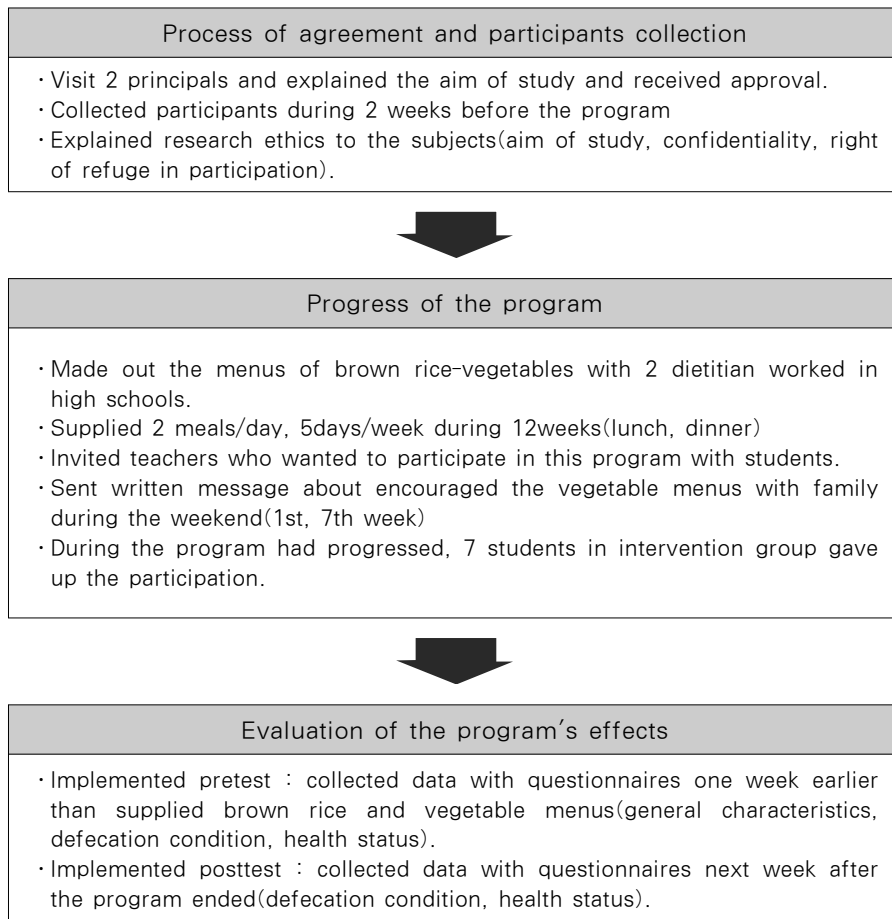 Process of agreement and participants collection
· Visit 2 principals and explained the aim of study and received approval.
· Collected participants during 2 weeks before the program
· Explained research ethics to the subjects(aim of study, confidentiality, right
of refuge in participation).
Progress of the program
· Made out the menus of brown rice-vegetables with 2 dietitian worked in
high schools.
· Supplied 2 meals/day, 5days/week during 12weeks(lunch, dinner)
· Invited teachers who wanted to participate in this program with students.
· Sent written message about encouraged the vegetable menus with family
during the weekend(1st, 7th week)
· During the program had progressed, 7 students in intervention group gave
up the participation.
Evaluation of the program's effects
· Implemented pretest : collected data with questionnaires one week earlier
than supplied brown rice and vegetable menus(general characteristics,
defecation condition, health status).
· Implemented posttest : collected data with questionnaires next week after
the program ended(defecation condition, health status).